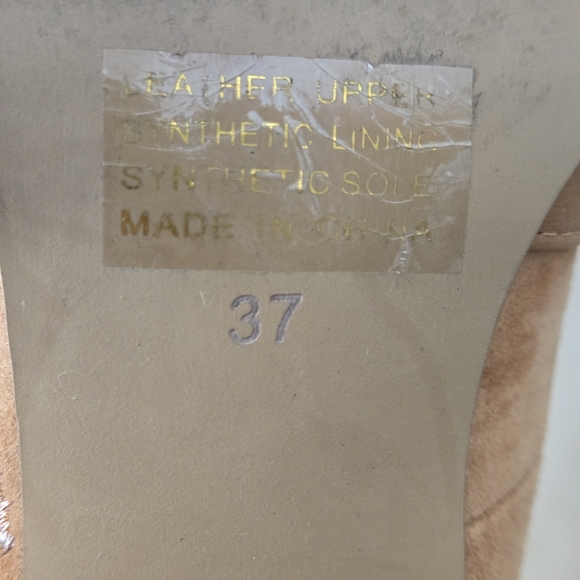 LEATHER UPPER
SYNTHETIC LINING
SYNTHETIC SOLE
MADE IN CHINA
37